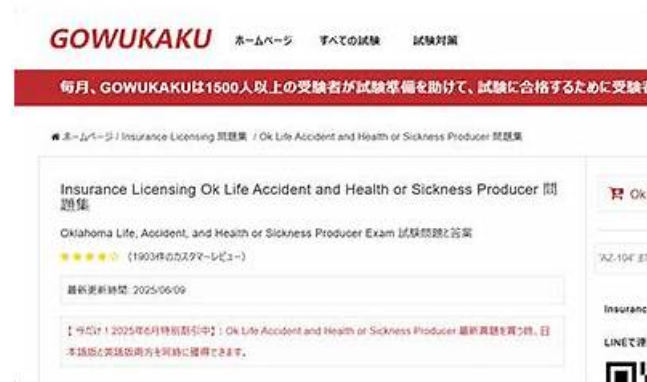 GOWUKAKU ホームページ すべての試験 試験対策
毎月、GOWUKAKUは1500人以上の受験者が試験準備を助けて、試験に合格するために受験者
ホームページ / Insurance Licensing 問題集 / Ok Life Accident and Health or Sickness Producer 問題集
Insurance Licensing Ok Life Accident and Health or Sickness Producer 問
題集
Oklahoma Life, Accident, and Health or Sickness Producer Exam 試験問題と答案
(1903件のカスタマーレビュー)
最新更新時間: 2025/06/09
【 今だけ！2025年6月特別割引中】: Ok Life Accident and Health or Sickness Producer 最新真題を買う時、日
本語版と英語版両方を同時に獲得できます。
Ok
'AZ-104'
Insuranc
LINEで連